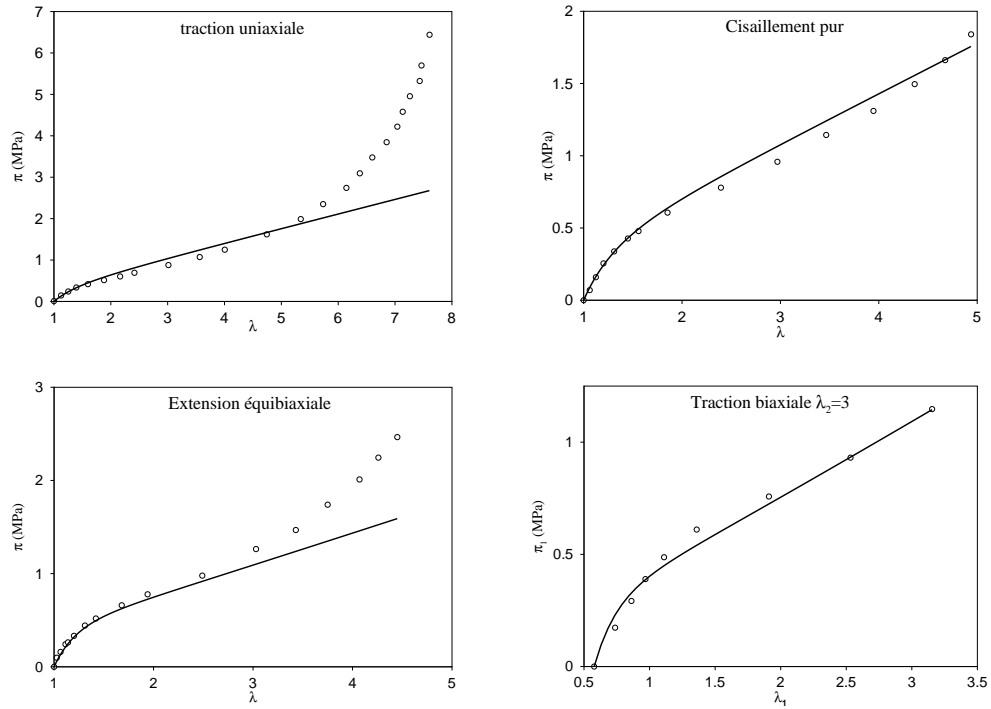 traction uniaxiale
π (MPa)
7
6
5
4
3
2
1
0
1 2 3 4 5 6 7 8
λ
Cisaillement pur
π (MPa)
2
1.5
1
0.5
0
1 2 3 4 5
λ
Extension équibiaxiale
π (MPa)
3
2
1
0
1 2 3 4 5
λ
Traction biaxiale λ₂=3
π₁ (MPa)
1
0.5
0
0.5 1 1.5 2 2.5 3 3.5
λ₁